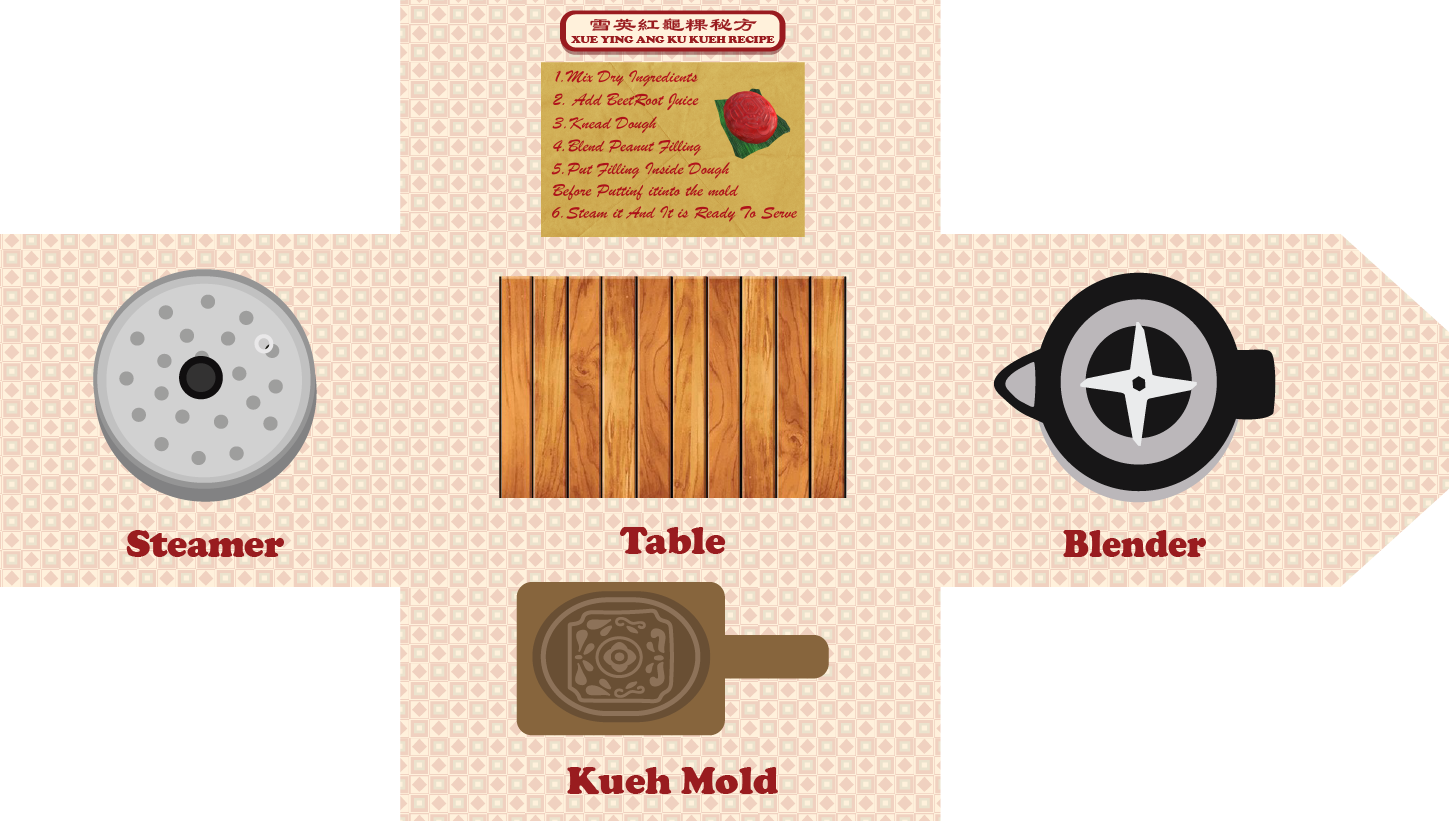 雪英紅龜粿秘方
XUE YING ANG KU KUEH RECIPE
1.Mix Dry Ingredients
2. Add BeetRoot Juice
3.Knead Dough
4.Blend Peanut Filling
5.Put Filling Inside Dough
Before Puttinf itinto the mold
6.Steam it And It is Ready To Serve
Steamer
Table
Blender
Kueh Mold